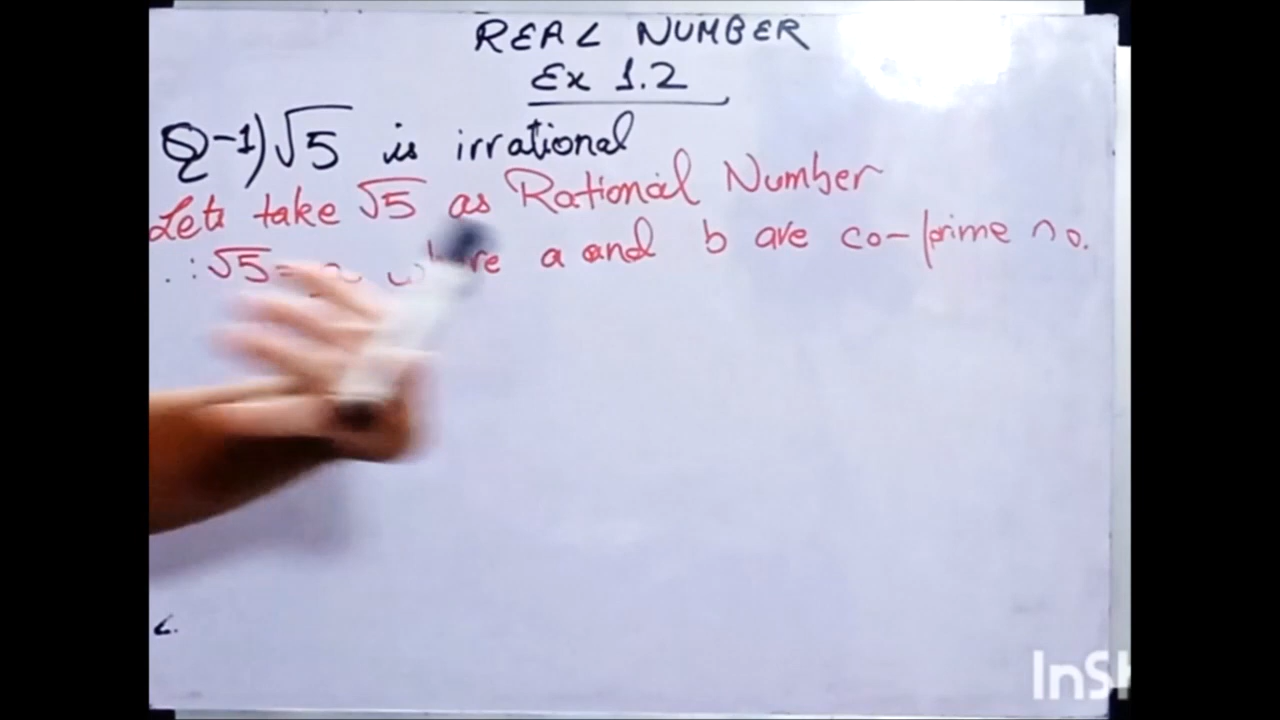 REAL NUMBER
Ex 1.2
Q-1) √5 is irrational
Lets take √5 as Rational Number
∴ √5 = a and b are co-prime no.
InSh